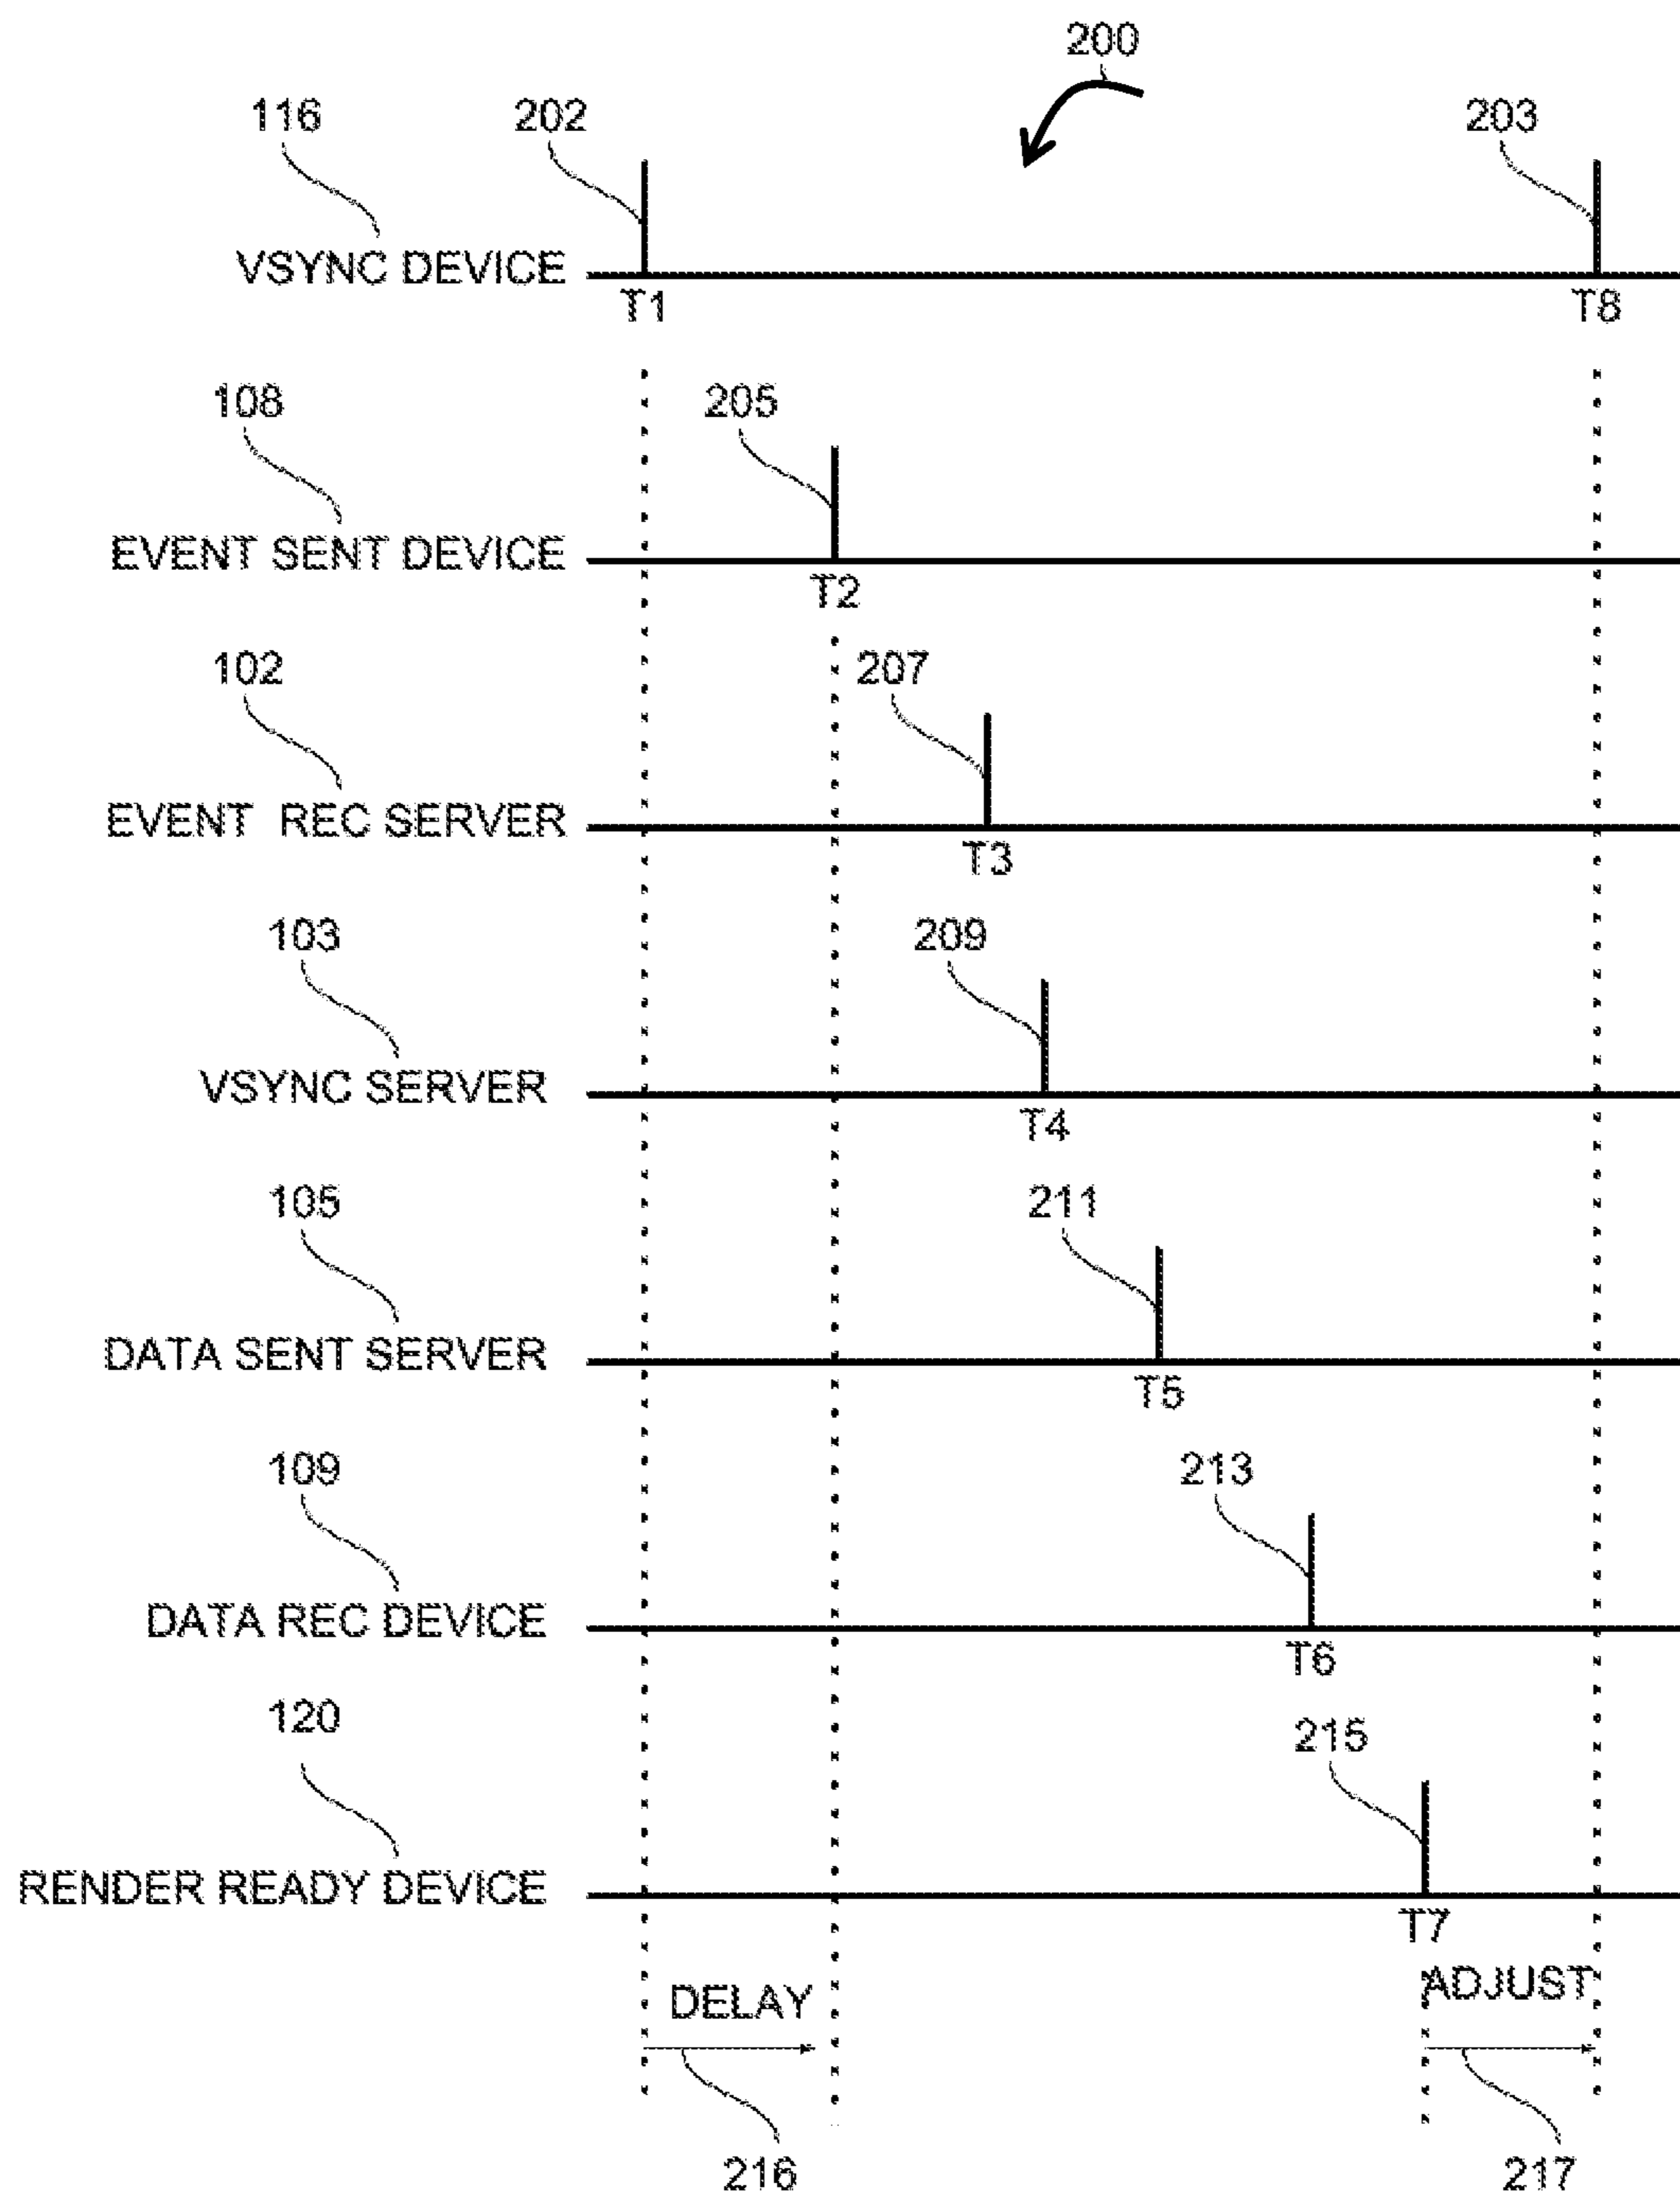 200
116 202 203
VSYNC DEVICE
T1 T8
108 205
EVENT SENT DEVICE
T2
102 207
EVENT REC SERVER
T3
103 209
VSYNC SERVER
T4
105 211
DATA SENT SERVER
T5
109 213
DATA REC DEVICE
T6
120 215
RENDER READY DEVICE
T7
DELAY ADJUST
216 217